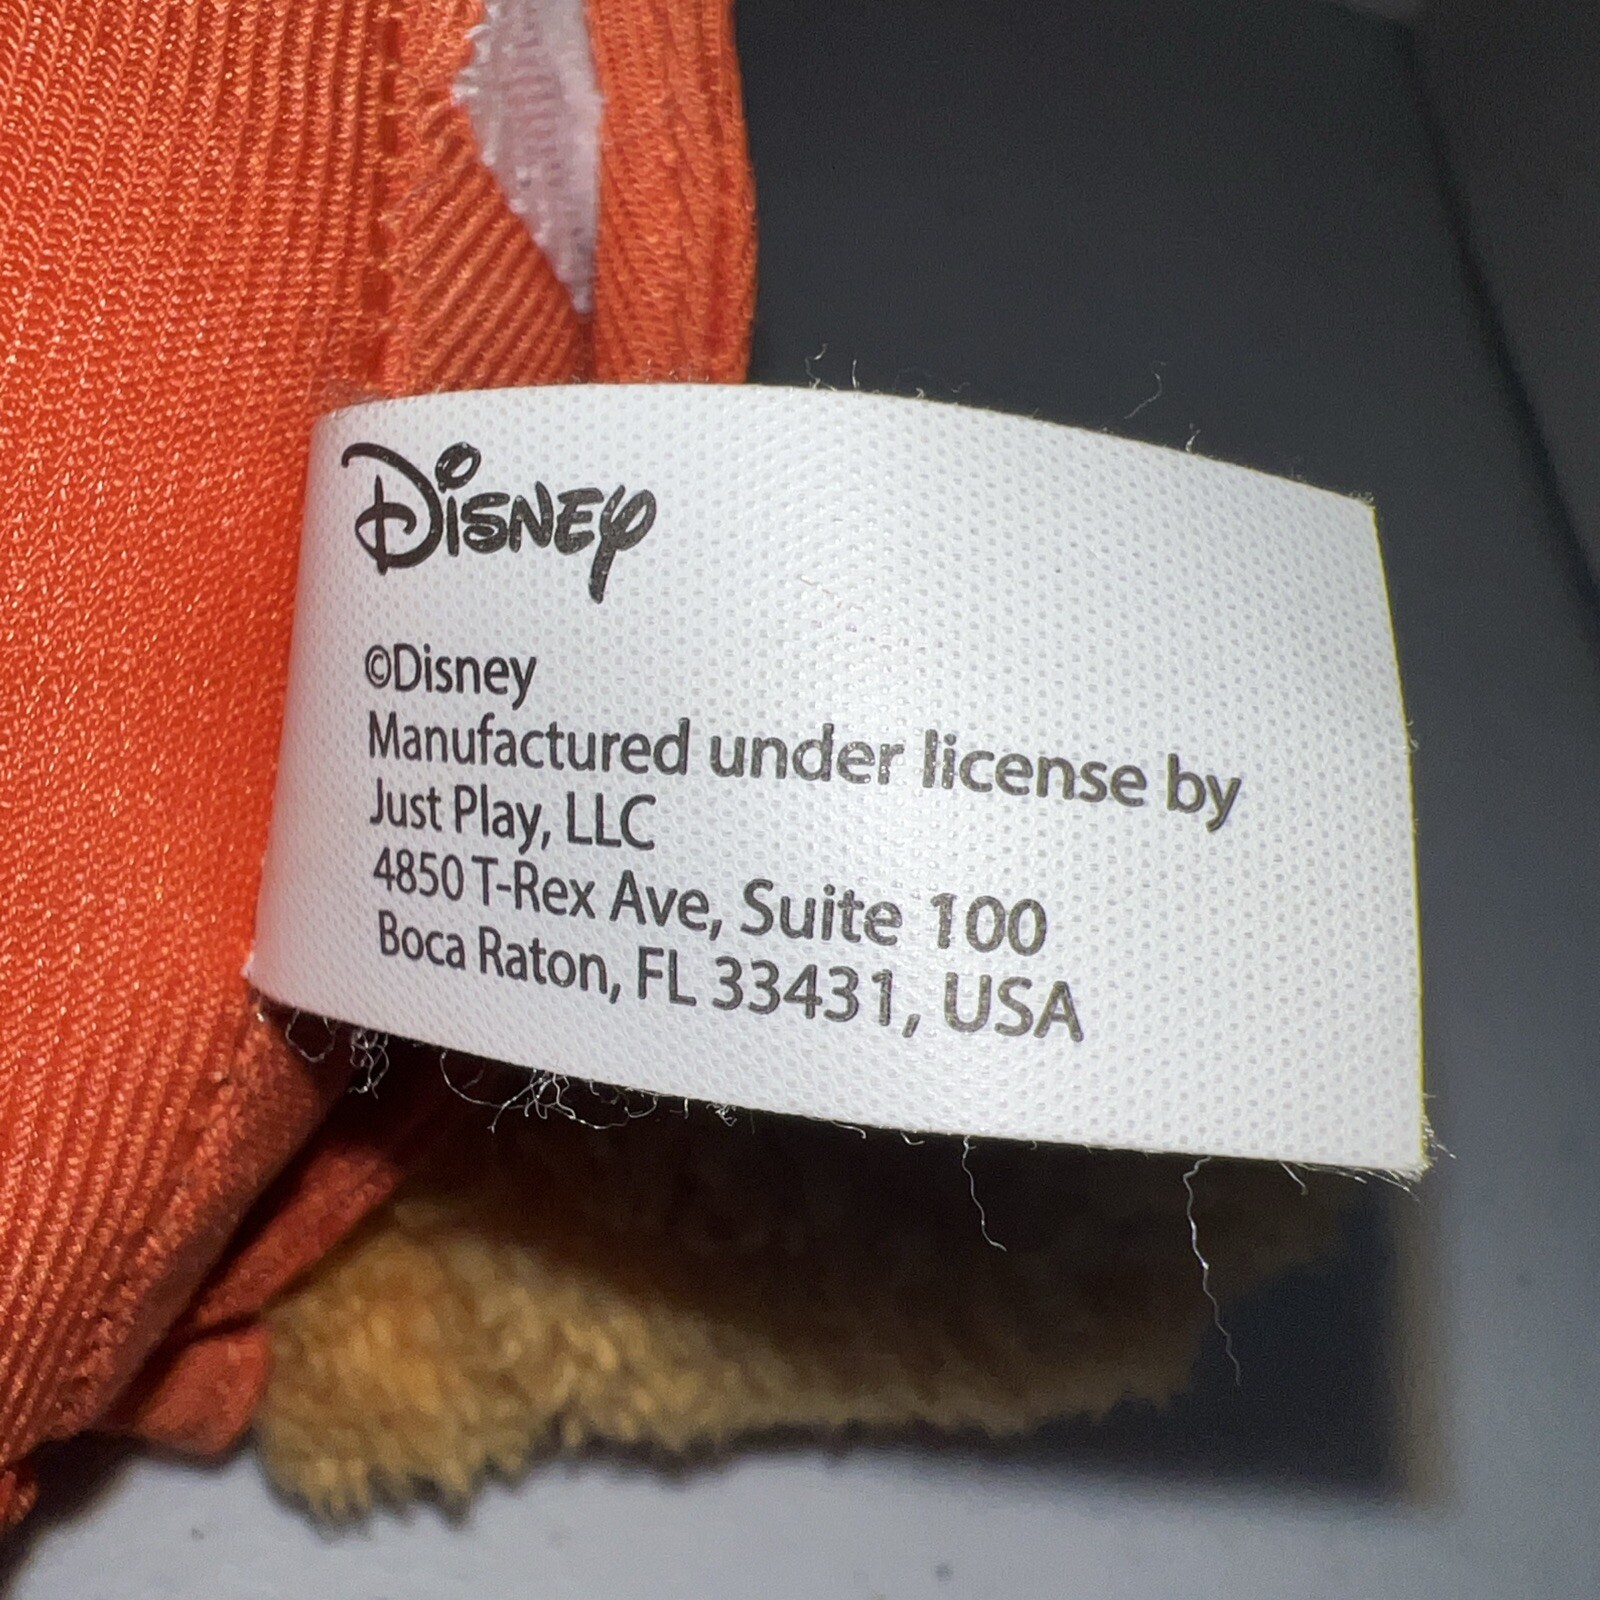 Disney
©Disney
Manufactured under license by
Just Play, LLC
4850 T-Rex Ave, Suite 100
Boca Raton, FL 33431, USA